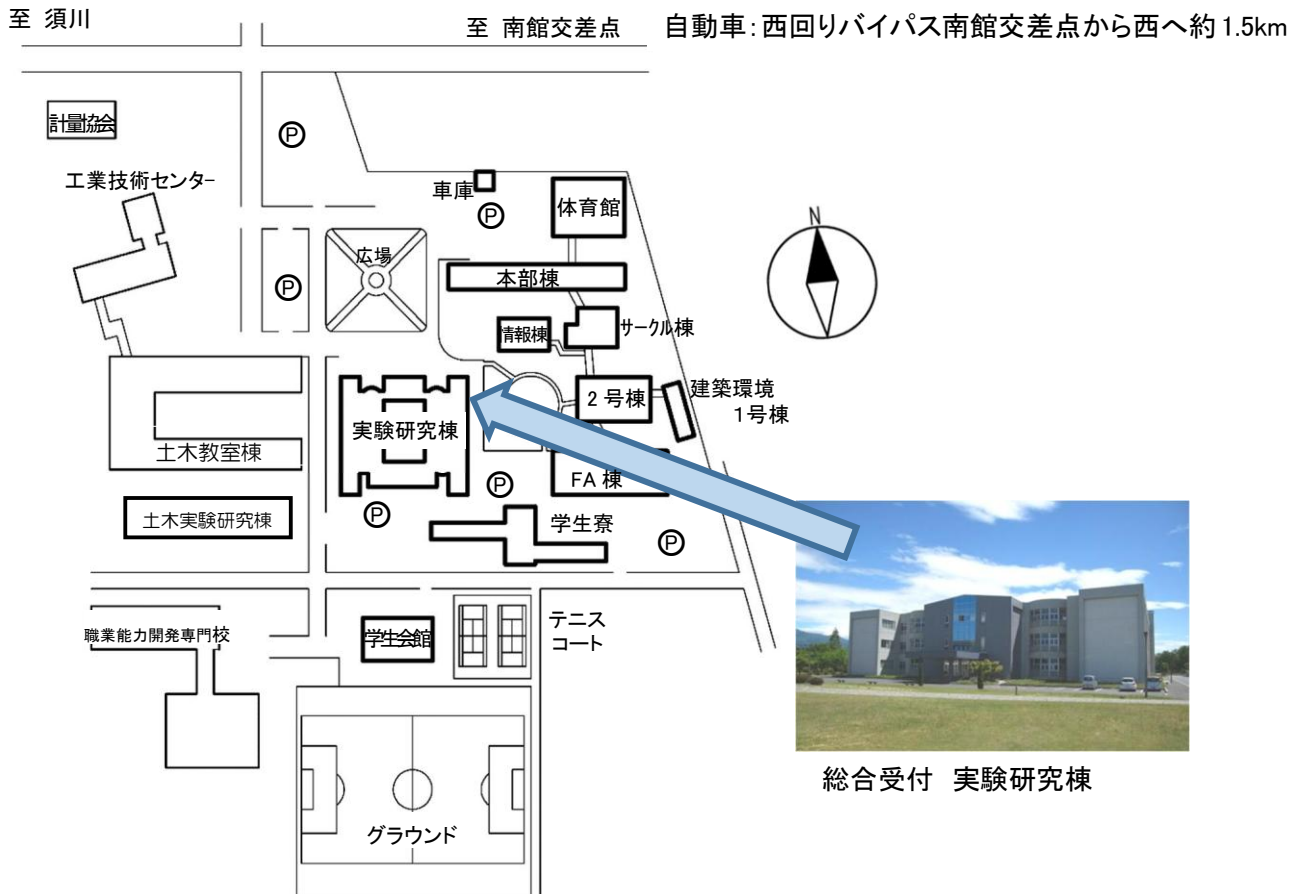 至 須川
至 南館交差点
自動車：西回りバイパス南館交差点から西へ約1.5km
計量協会
P
工業技術センター
車庫
P
体育館
N
広場
本部棟
P
情報棟
サークル棟
2号棟
建築環境
1号棟
実験研究棟
土木教室棟
FA棟
P
P
土木実験研究棟
学生寮
P
職業能力開発専門校
学生会館
テニス
コート
総合受付 実験研究棟
グラウンド